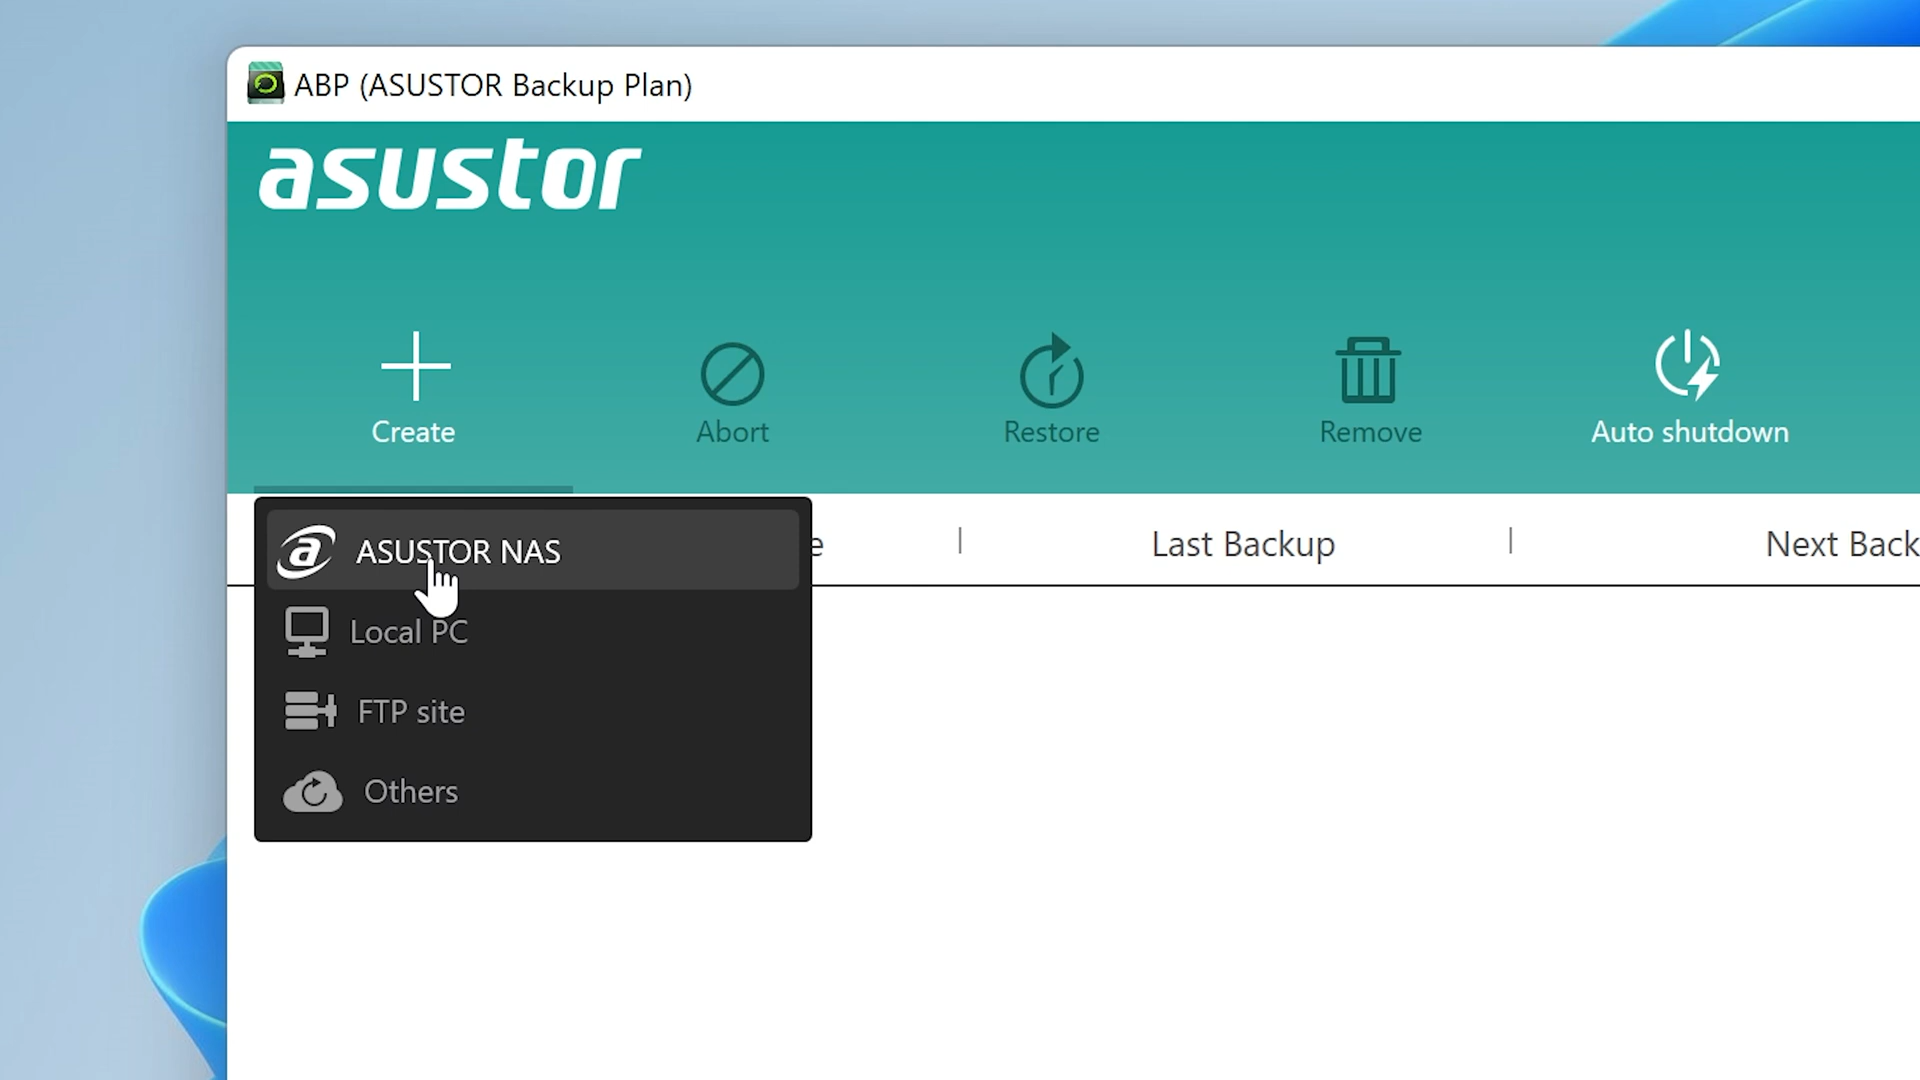 ABP (ASUSTOR Backup Plan)
asustor
Create Abort Restore Remove Auto shutdown
Last Backup | Next Back
ASUSTOR NAS
Local PC
FTP site
Others